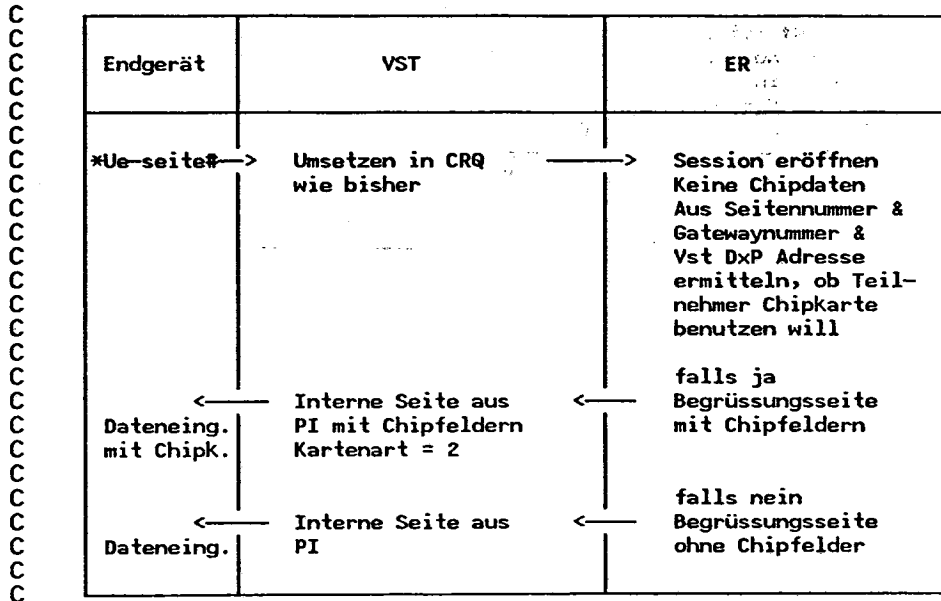 C
C
C
C Endgerät VST ER
C
C
C
C
C *Ue-seite#—> Umsetzen in CRQ ——> Session eröffnen
C wie bisher Keine Chipdaten
C Aus Seitennummer &
C Gatewaynummer &
C Vst DxP Adresse
C ermitteln, ob Teil-
C nehmer Chipkarte
C benutzen will
C
C falls ja
C <—— Interne Seite aus <—— Begrüssungsseite
C Dateneing. PI mit Chipfeldern mit Chipfeldern
C mit Chipk. Kartenart = 2
C
C falls nein
C <—— Interne Seite aus <—— Begrüssungsseite
C Dateneing. PI ohne Chipfelder
C
C